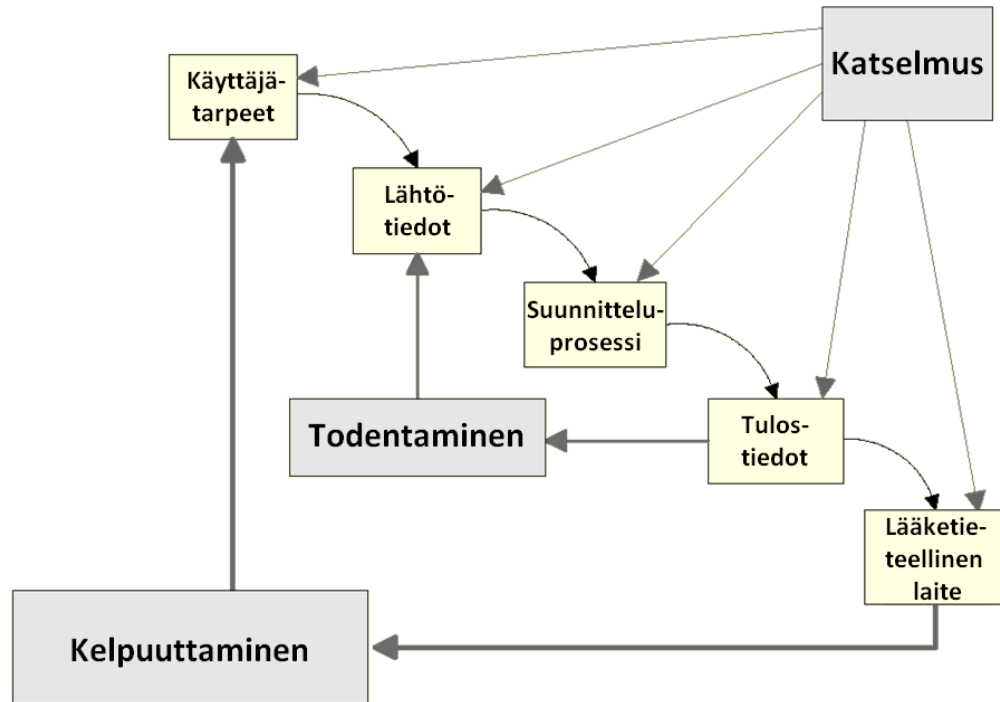 Katselmus
Käyttäjä-
tarpeet
Lähtö-
tiedot
Suunnittelu-
prosessi
Todentaminen
Tulos-
tiedot
Lääketie-
teellinen
laite
Kelpuuttaminen